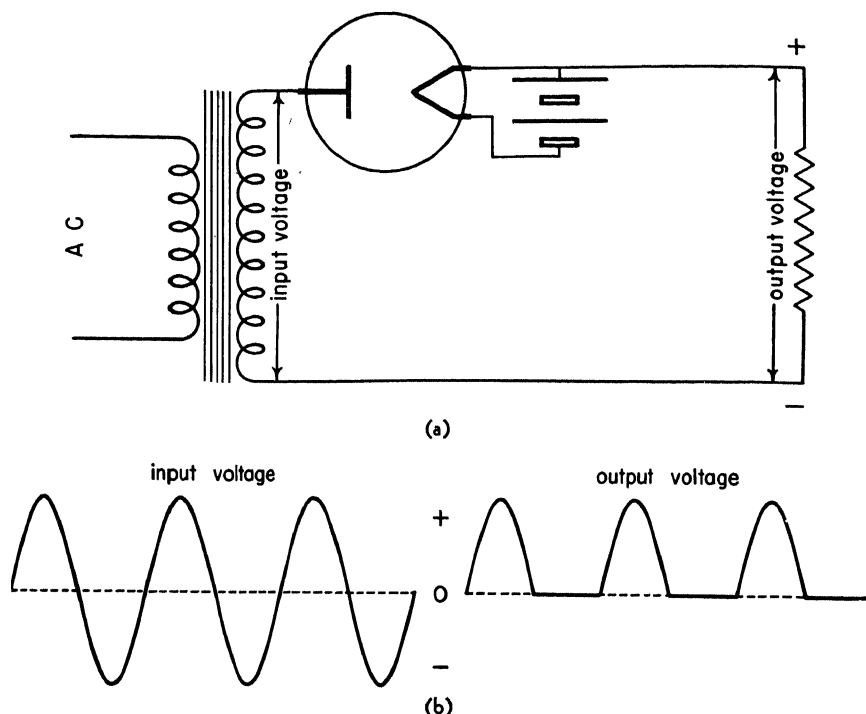 +
A C
input voltage
output voltage
−
(a)
input voltage
output voltage
+
0
−
(b)